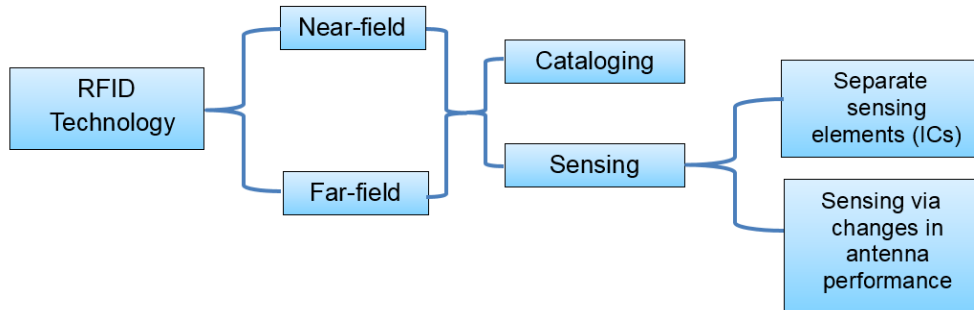 RFID
Technology
Near-field
Far-field
Cataloging
Sensing
Separate
sensing
elements (ICs)
Sensing via
changes in
antenna
performance